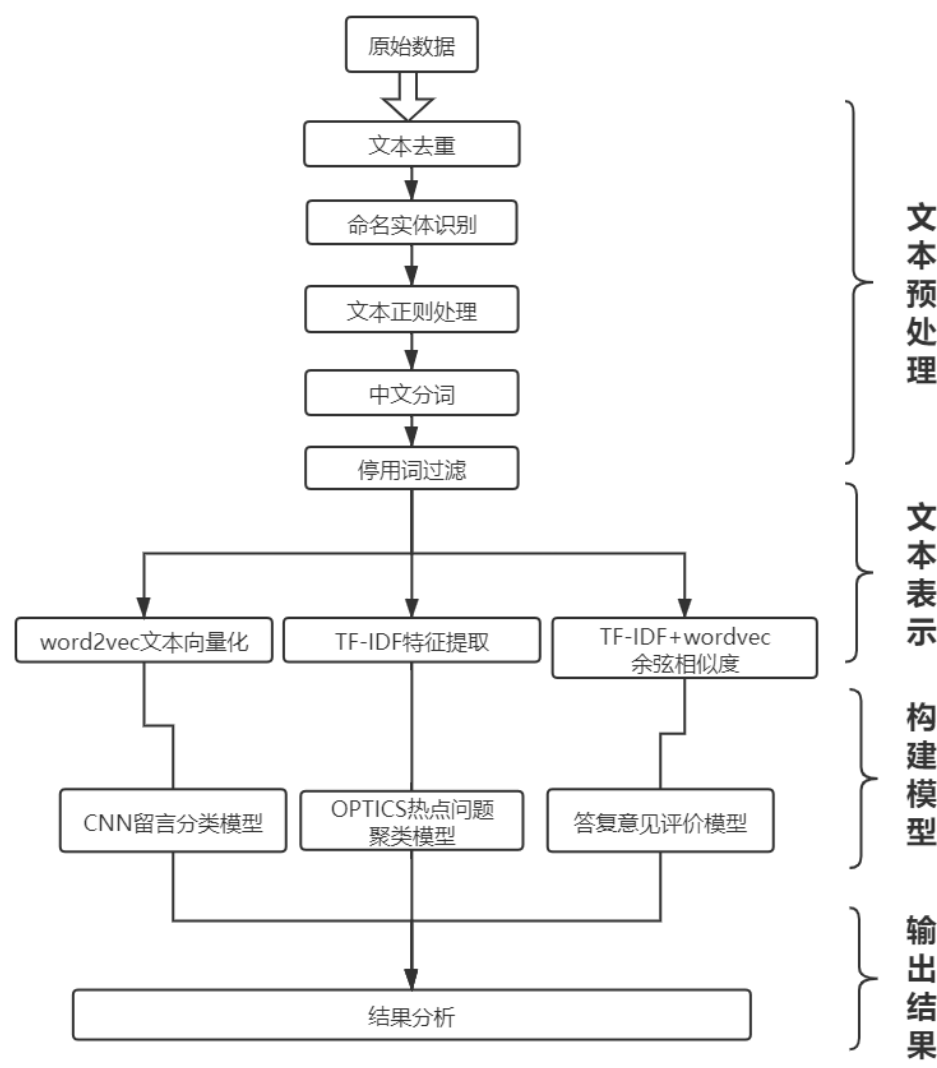 原始数据
文本去重
命名实体识别
文本正则处理
中文分词
停用词过滤
文本预处理
word2vec文本向量化
TF-IDF特征提取
TF-IDF+wordvec
余弦相似度
文本表示
CNN留言分类模型
OPTICS热点问题
聚类模型
答复意见评价模型
构建模型
结果分析
输出结果